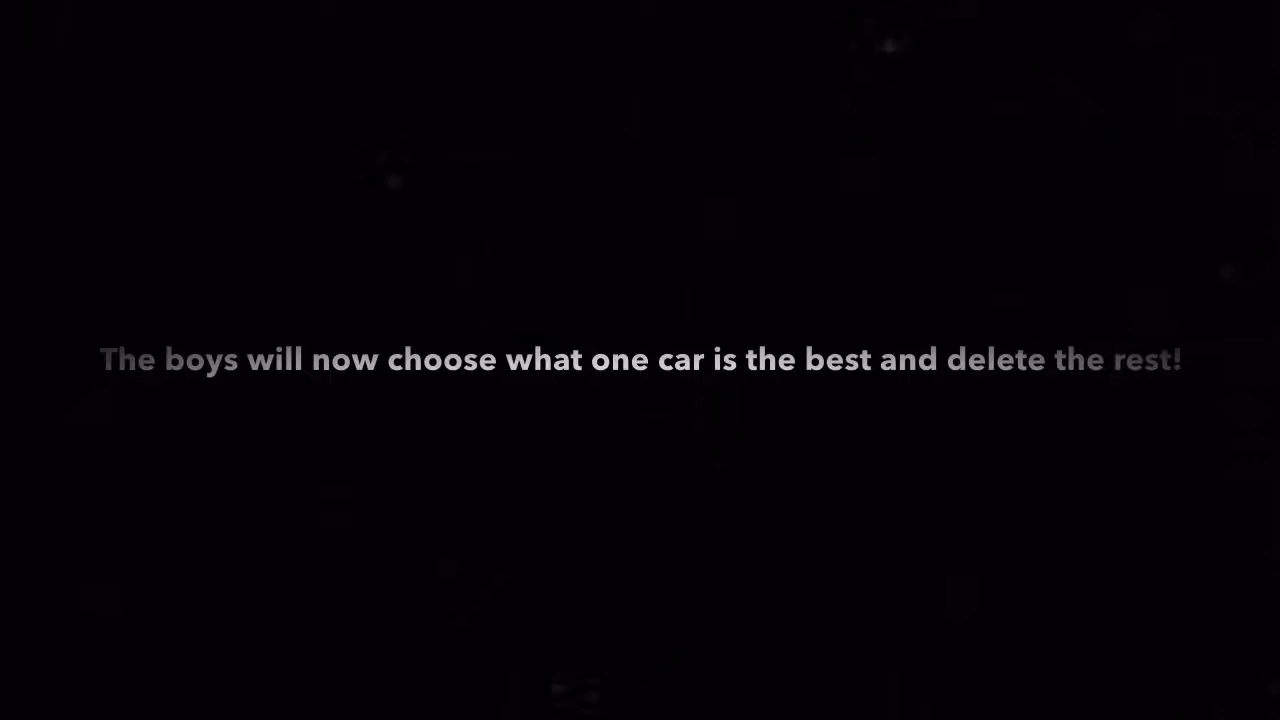 The boys will now choose what one car is the best and delete the rest!